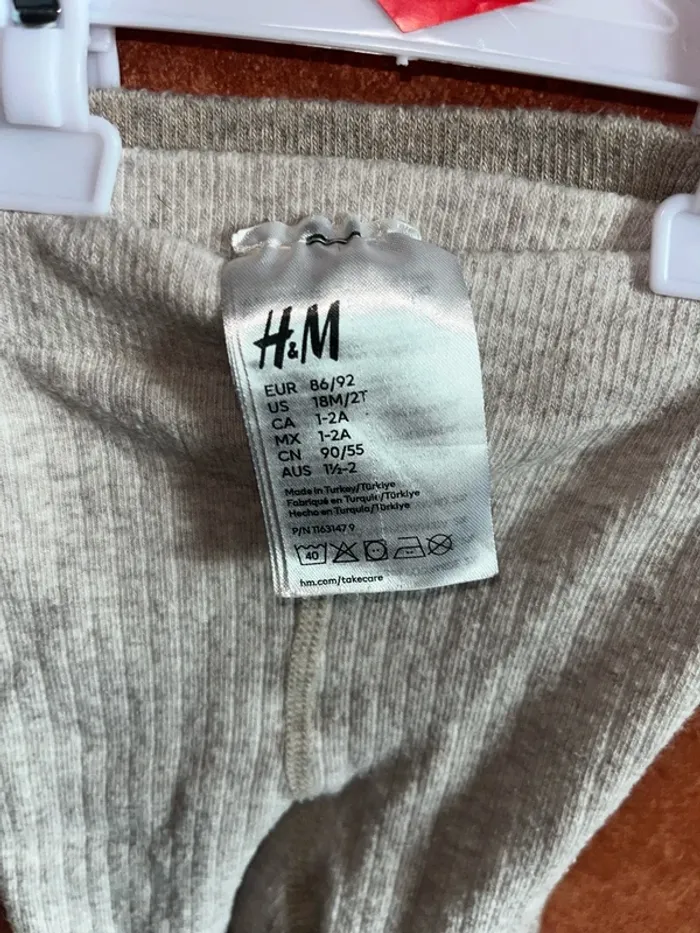 H&M
EUR 86/92
US 18M/2T
CA 1-2A
MX 1-2A
CN 90/55
AUS 1½-2
Made in Turkey/Türkiye
Fabriqué en Turquie/Türkiye
Hecho en Turquía/Türkiye
P/N 1163147 9
40
hm.com/takecare